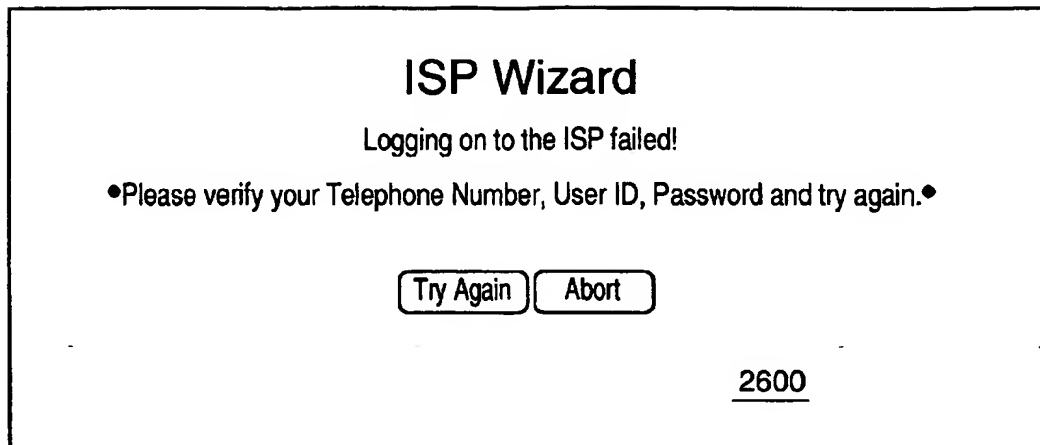 ISP Wizard
Logging on to the ISP failed!
•Please verify your Telephone Number, User ID, Password and try again.•
Try Again Abort
2600